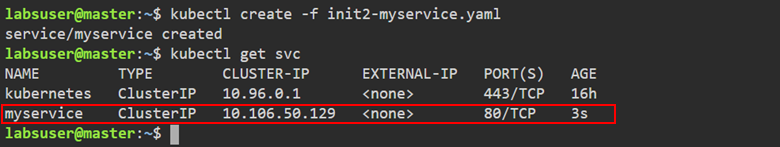 labsuser@master:~$ kubectl create -f init2-myservice.yaml
service/myservice created
labsuser@master:~$ kubectl get svc
NAME TYPE CLUSTER-IP EXTERNAL-IP PORT(S) AGE
kubernetes ClusterIP 10.96.0.1 <none> 443/TCP 16h
myservice ClusterIP 10.106.50.129 <none> 80/TCP 3s
labsuser@master:~$